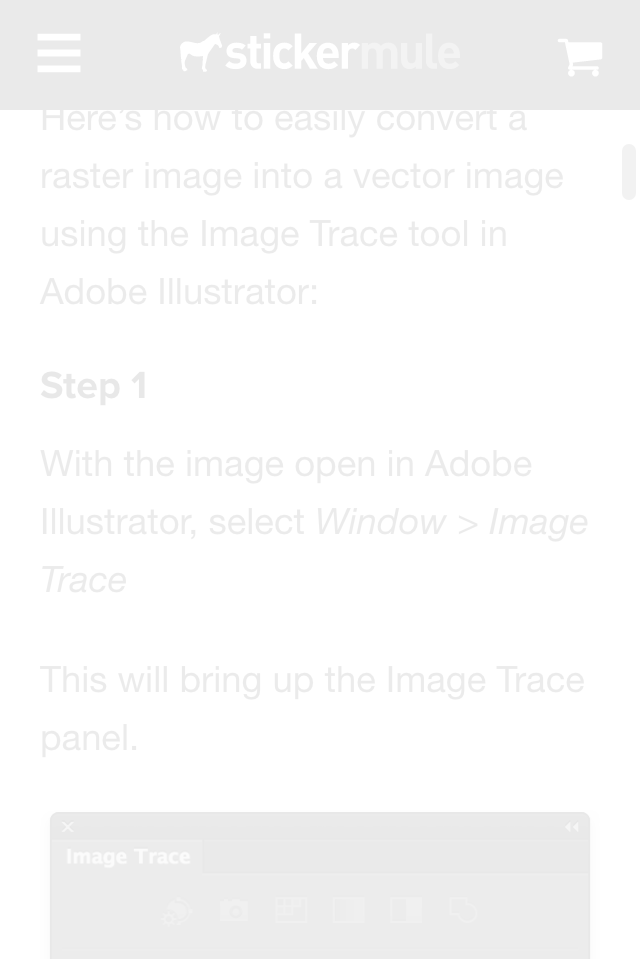 stickermule
Here's how to easily convert a
raster image into a vector image
using the Image Trace tool in
Adobe Illustrator:
Step 1
With the image open in Adobe
Illustrator, select Window > Image
Trace
This will bring up the Image Trace
panel.
Image Trace